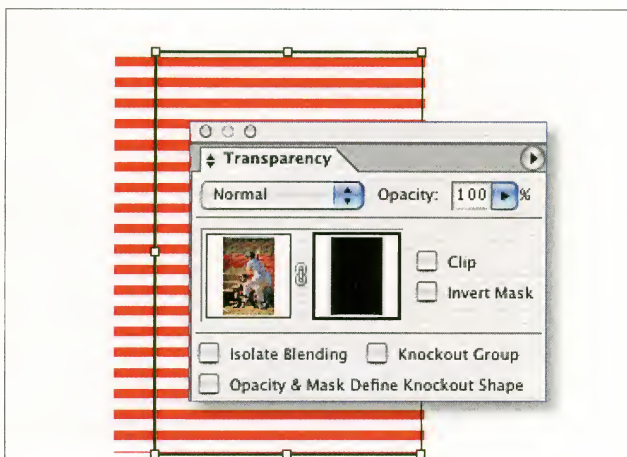 Transparency
Normal Opacity: 100 %
Clip
Invert Mask
Isolate Blending Knockout Group
Opacity & Mask Define Knockout Shape